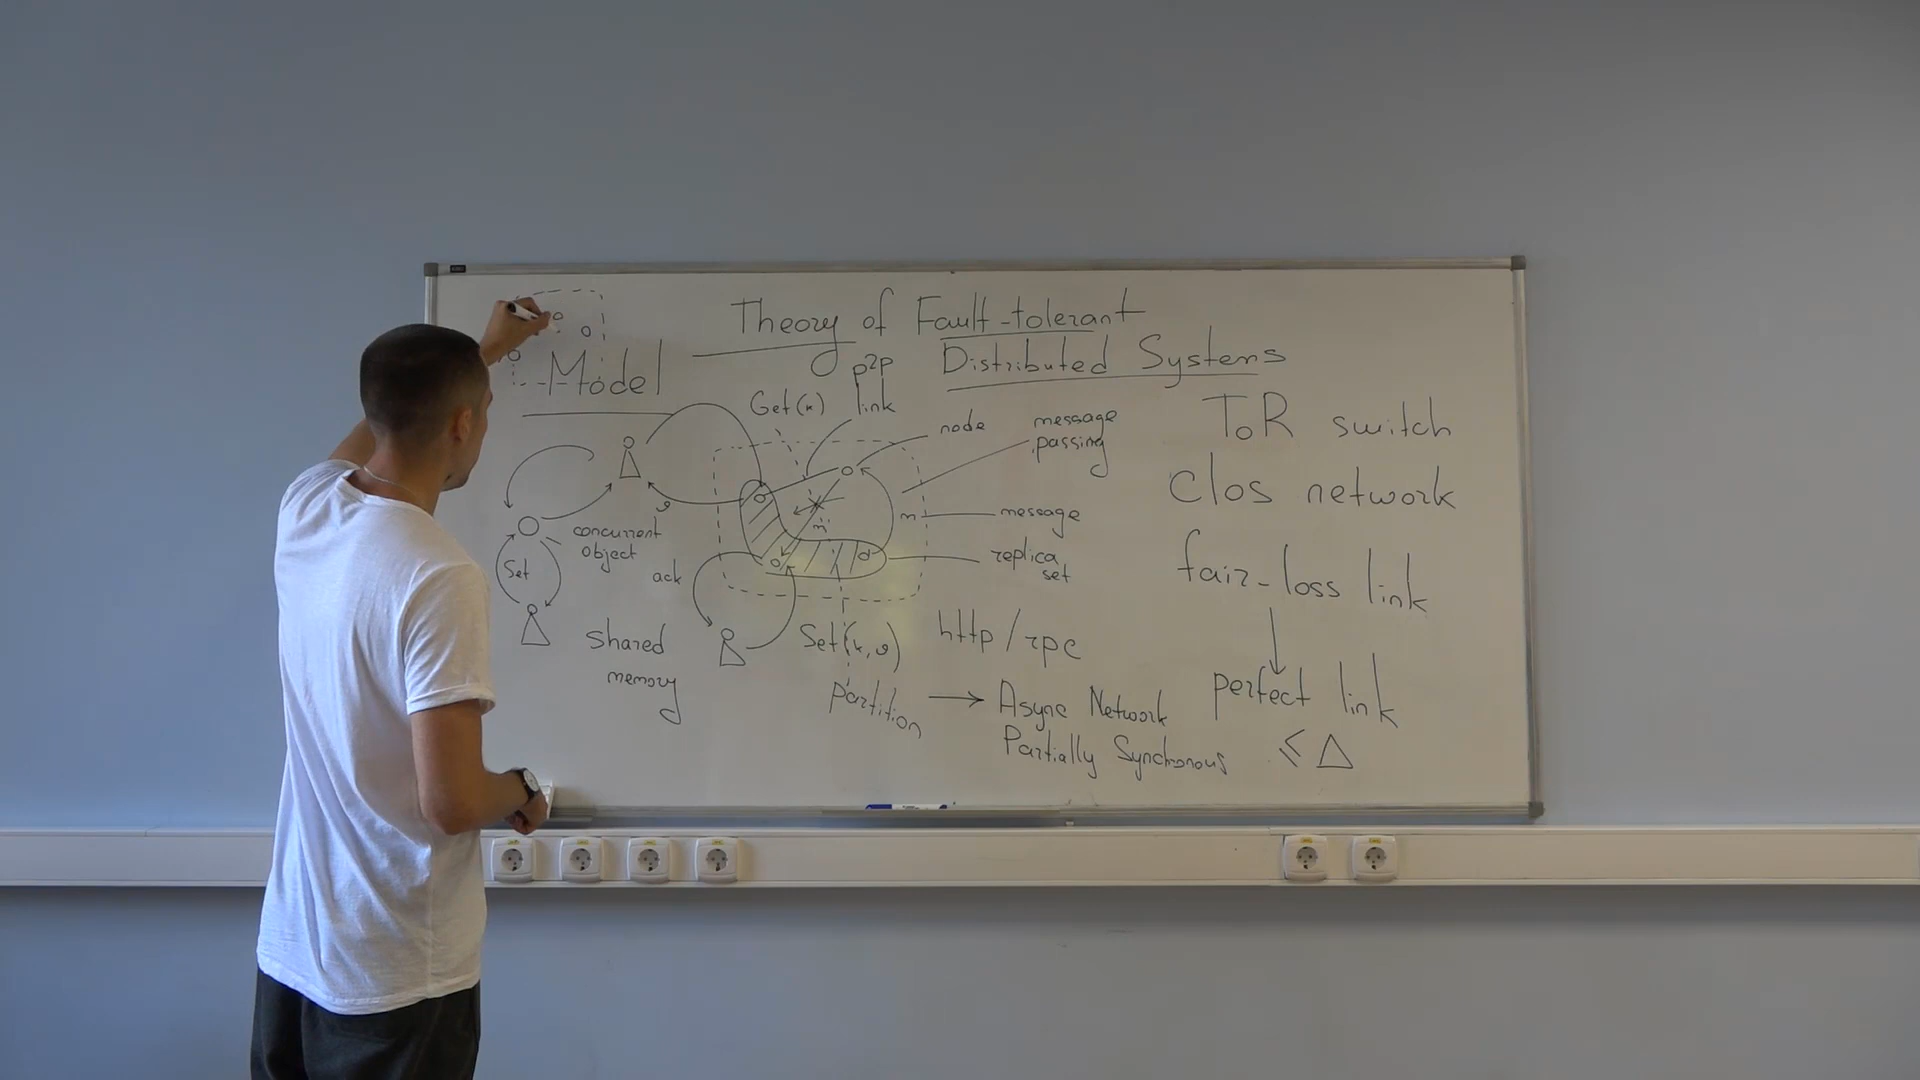 Theory of Fault-tolerant
Distributed Systems
Model
p2p
link
Get(k)
node
message
passing
ToR switch
clos network
m
message
m'
concurrent
object
Set
ack
replica
set
fair-loss link
shared
memory
Set(k, v)
http/rpc
perfect link
partition → Async Network
Partially Synchronous
≤ Δ
v